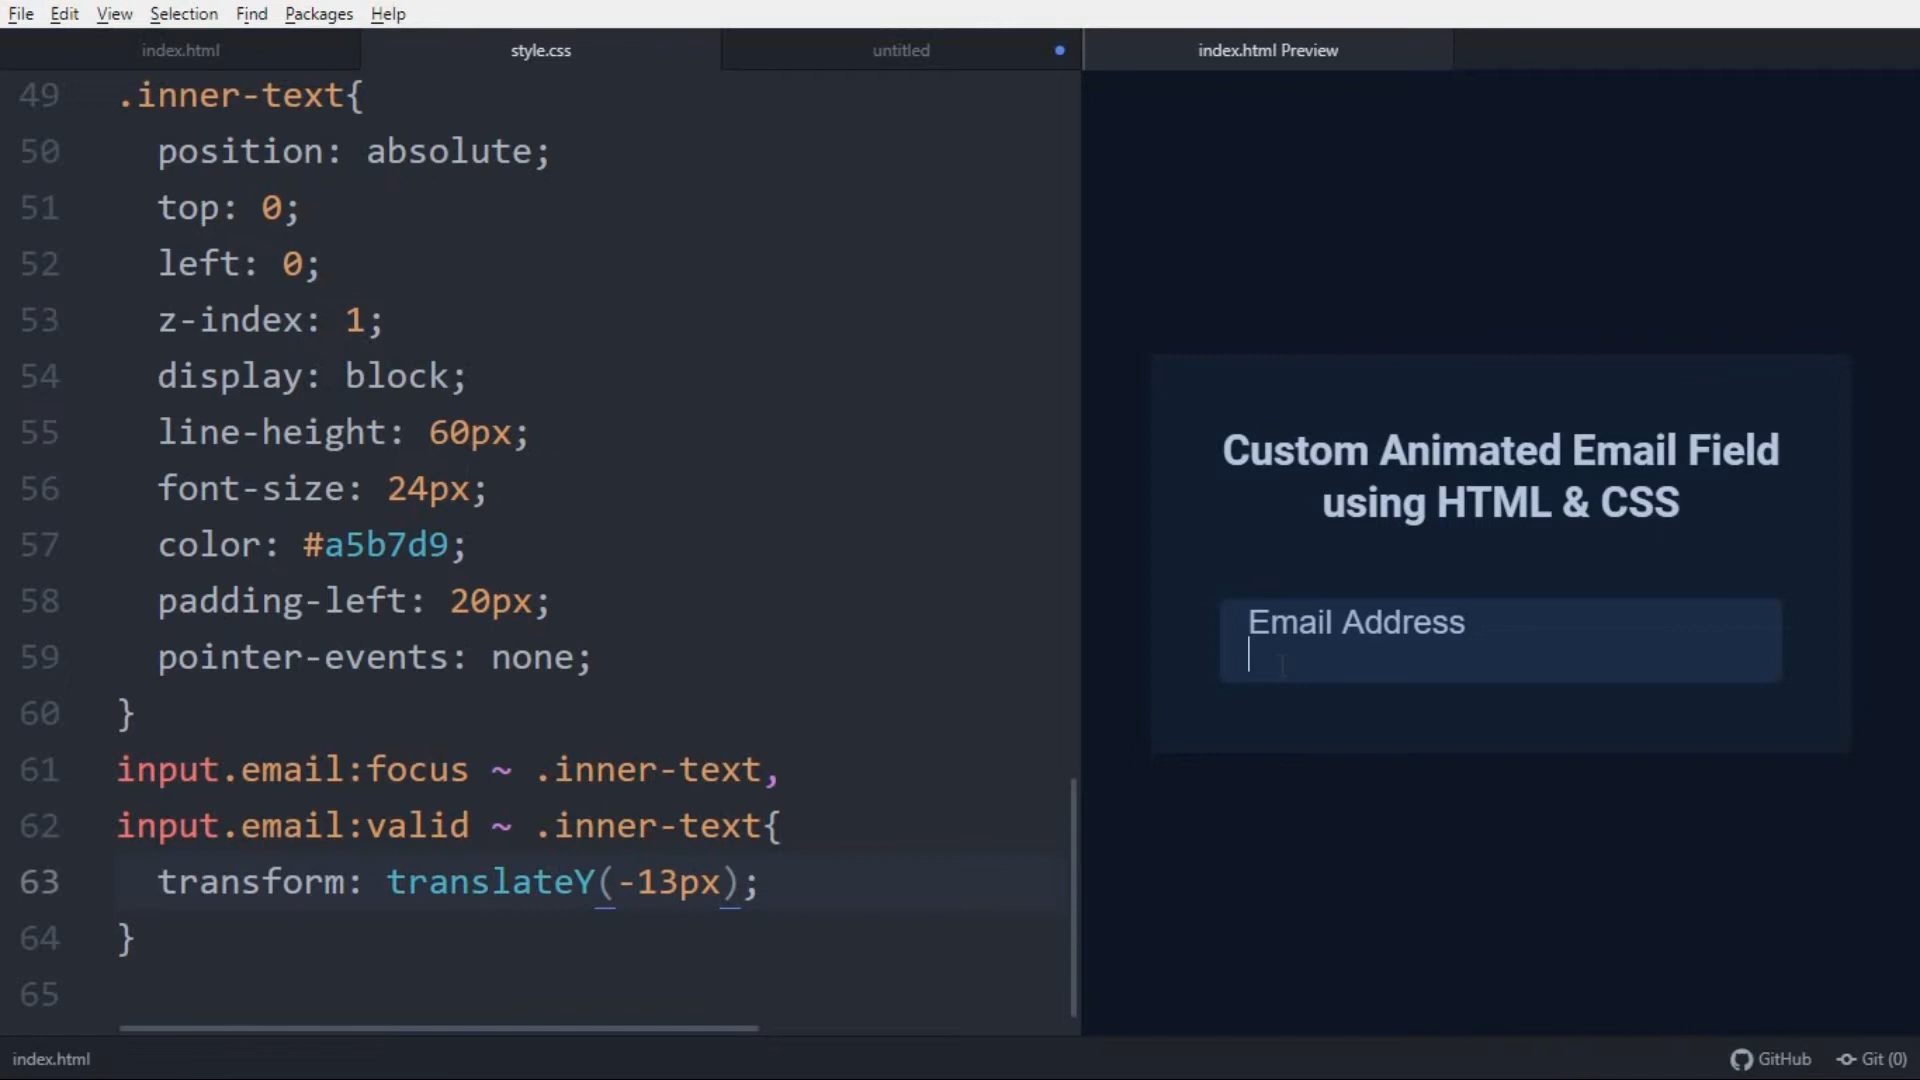 File Edit View Selection Find Packages Help
index.html style.css untitled index.html Preview
49 .inner-text{
50 position: absolute;
51 top: 0;
52 left: 0;
53 z-index: 1;
54 display: block;
55 line-height: 60px;
56 font-size: 24px;
57 color: #a5b7d9;
58 padding-left: 20px;
59 pointer-events: none;
60 }
61 input.email:focus ~ .inner-text,
62 input.email:valid ~ .inner-text{
63 transform: translateY(-13px);
64 }
65
Custom Animated Email Field
using HTML & CSS
Email Address
index.html GitHub Git (0)